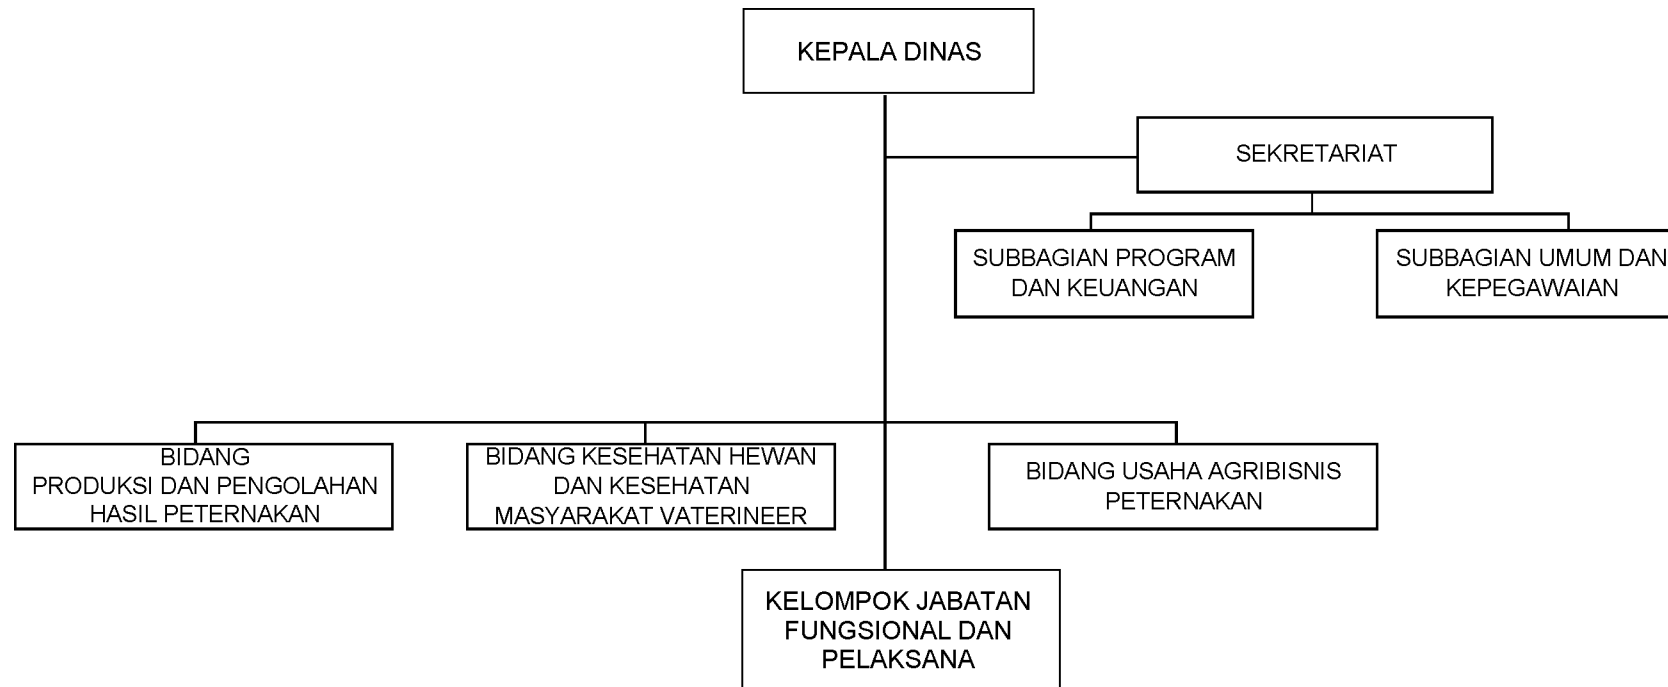 KEPALA DINAS
SEKRETARIAT
SUBBAGIAN PROGRAM
DAN KEUANGAN
SUBBAGIAN UMUM DAN
KEPEGAWAIAN
BIDANG
PRODUKSI DAN PENGOLAHAN
HASIL PETERNAKAN
BIDANG KESEHATAN HEWAN
DAN KESEHATAN
MASYARAKAT VATERINEER
BIDANG USAHA AGRIBISNIS
PETERNAKAN
KELOMPOK JABATAN
FUNGSIONAL DAN
PELAKSANA